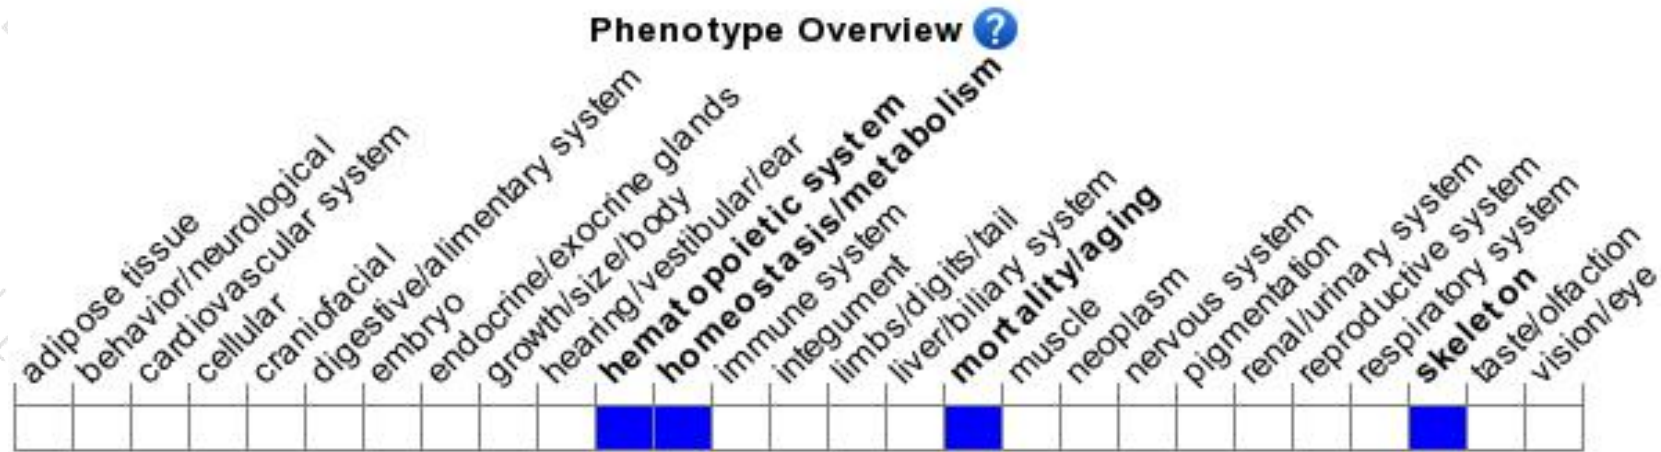 Phenotype Overview ?
adipose tissue
behavior/neurological
cardiovascular system
cellular
craniofacial
digestive/alimentary system
embryo
endocrine/exocrine glands
growth/size/body
hearing/vestibular/ear
hematopoietic system
homeostasis/metabolism
immune system
integument
limbs/digits/tail
liver/biliary system
mortality/aging
muscle
neoplasm
nervous system
pigmentation
renal/urinary system
reproductive system
respiratory system
skeleton
taste/olfaction
vision/eye